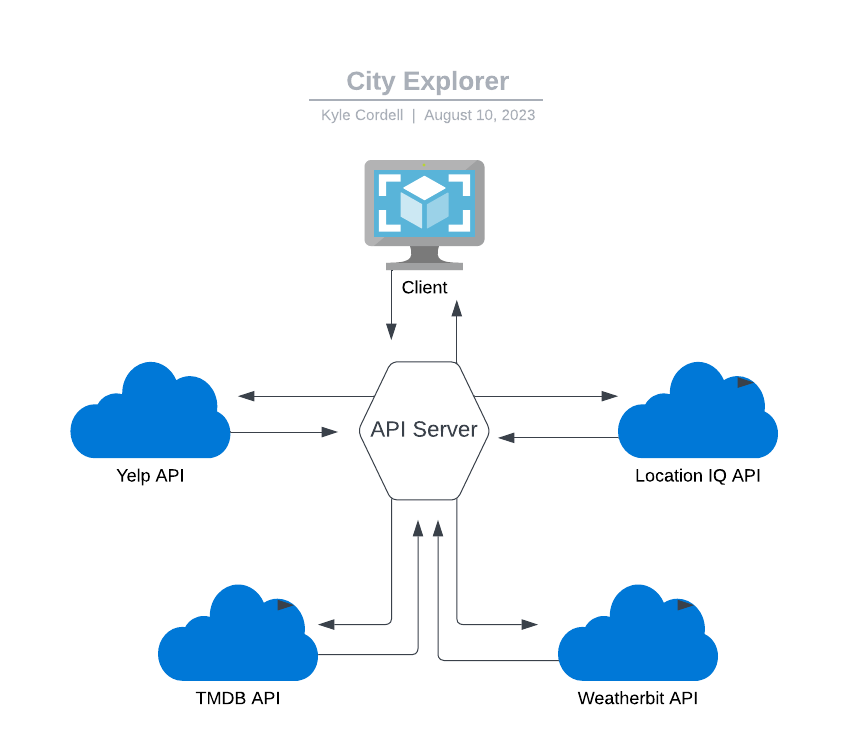 City Explorer
Kyle Cordell | August 10, 2023
Client
API Server
Yelp API
Location IQ API
TMDB API
Weatherbit API